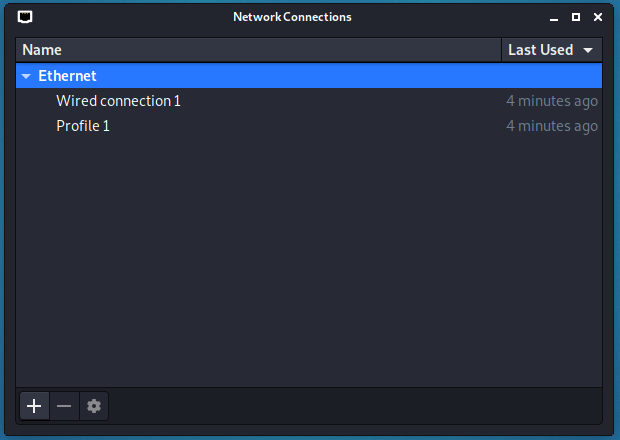 Network Connections
Name Last Used
Ethernet
Wired connection 1 4 minutes ago
Profile 1 4 minutes ago